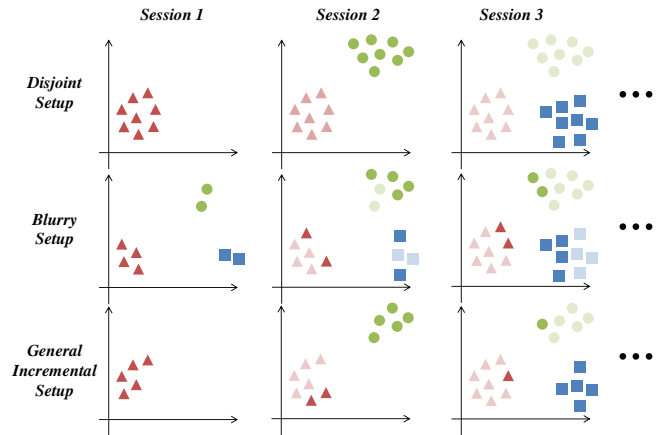 Session 1
Session 2
Session 3
Disjoint
Setup
Blurry
Setup
General
Incremental
Setup